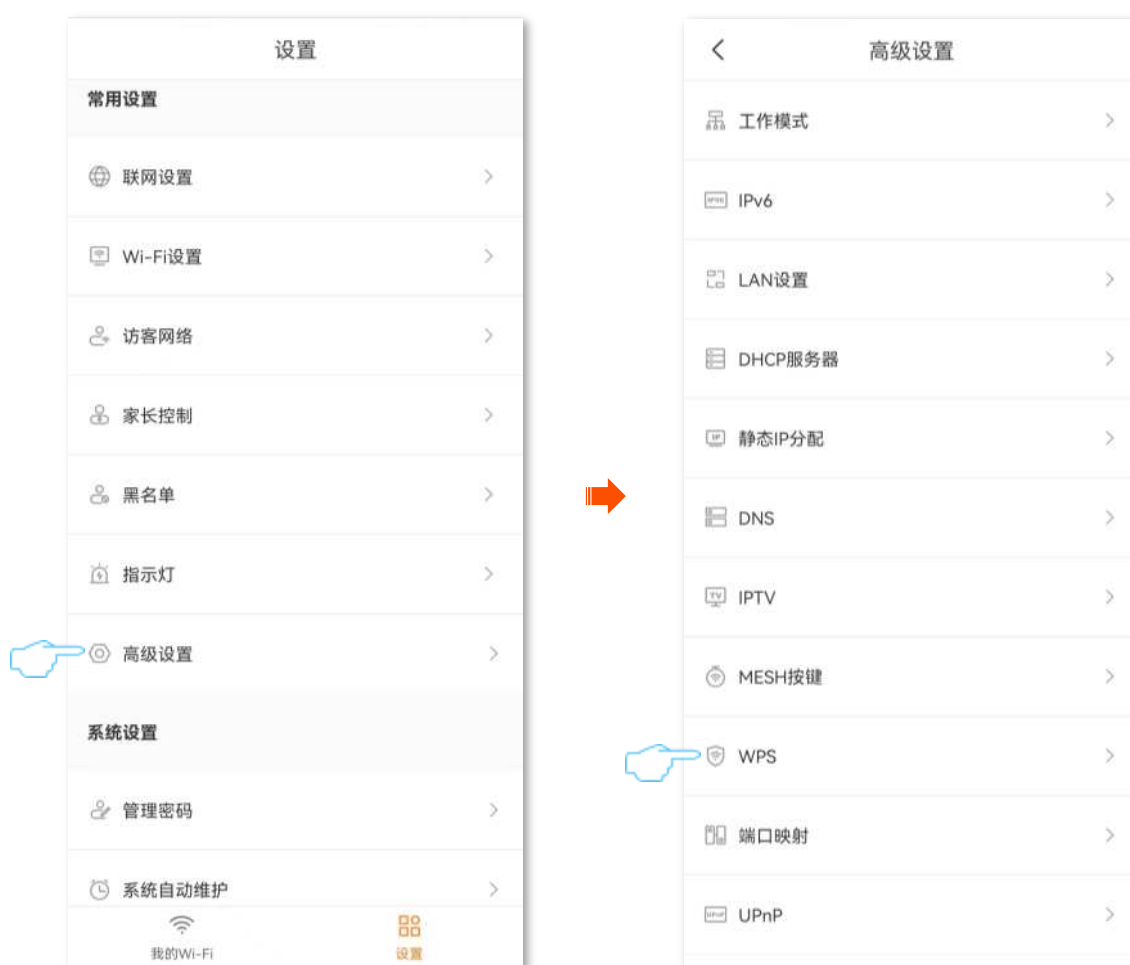 设置
常用设置
联网设置
Wi-Fi设置
访客网络
家长控制
黑名单
指示灯
高级设置
系统设置
管理密码
系统自动维护
我的Wi-Fi
设置
高级设置
工作模式
IPv6
LAN设置
DHCP服务器
IP
静态IP分配
DNS
TV
IPTV
MESH按键
WPS
端口映射
UPnP